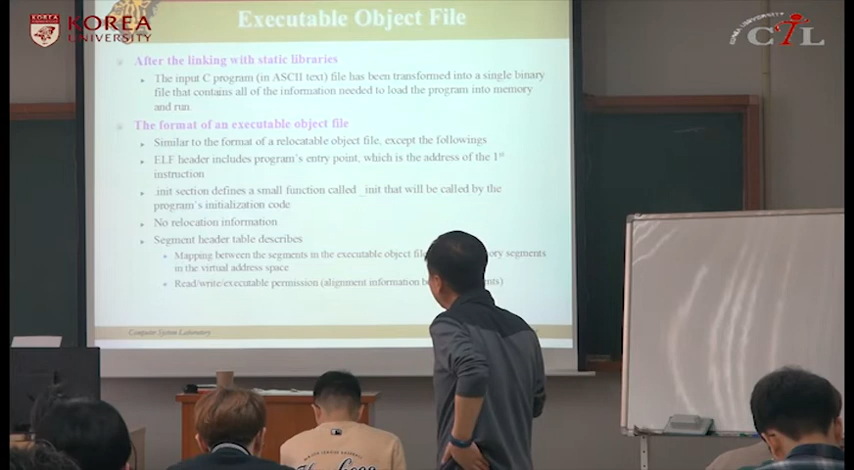 KOREA
UNIVERSITY
Executable Object File
CIL
After the linking with static libraries
The input C program (in ASCII text) file has been transformed into a single binary
file that contains all of the information needed to load the program into memory
and run.
The format of an executable object file
Similar to the format of a relocatable object file, except the followings
ELF header includes program's entry point, which is the address of the 1st
instruction
.init section defines a small function called _init that will be called by the
program's initialization code
No relocation information
Segment header table describes
Mapping between the segments in the executable object file ory segments
in the virtual address space
Read/write/executable permission (alignment information nts)
Computer System Laboratory